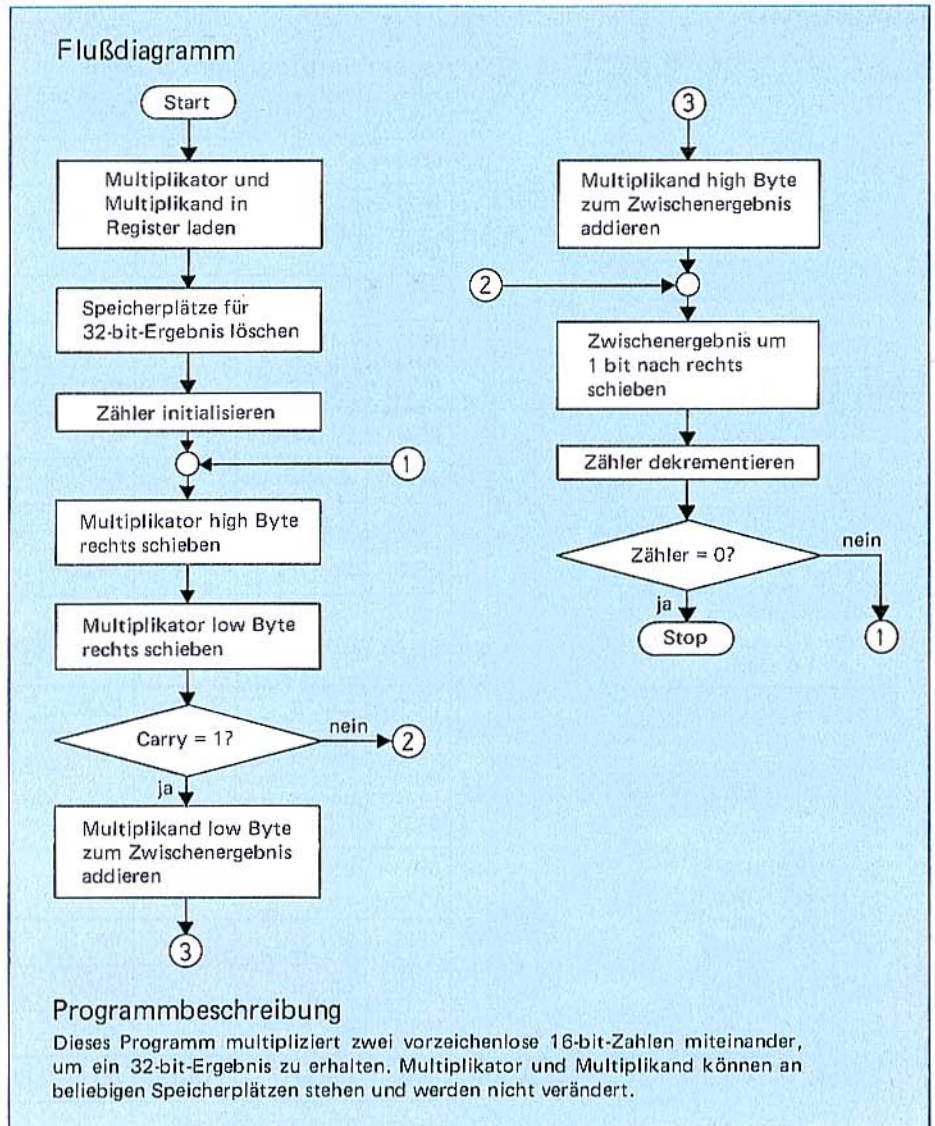 Flußdiagramm
Start
Multiplikator und
Multiplikand in
Register laden
Speicherplätze für
32-bit-Ergebnis löschen
Zähler initialisieren
1
Multiplikator high Byte
rechts schieben
Multiplikator low Byte
rechts schieben
Carry = 1?
nein
2
ja
Multiplikand low Byte
zum Zwischenergebnis
addieren
3
3
Multiplikand high Byte
zum Zwischenergebnis
addieren
2
Zwischenergebnis um
1 bit nach rechts
schieben
Zähler dekrementieren
Zähler = 0?
nein
ja
Stop
1
Programmbeschreibung
Dieses Programm multipliziert zwei vorzeichenlose 16-bit-Zahlen miteinander,
um ein 32-bit-Ergebnis zu erhalten. Multiplikator und Multiplikand können an
beliebigen Speicherplätzen stehen und werden nicht verändert.